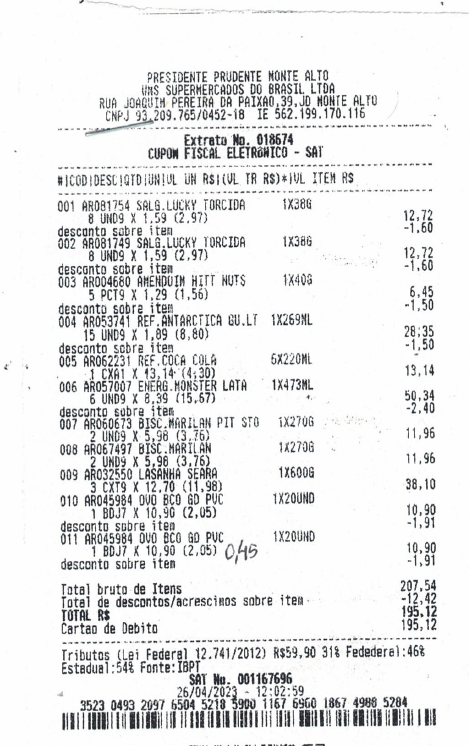 PRESIDENTE PRUDENTE MONTE ALTO
WMS SUPERMERCADOS DO BRASIL LTDA
RUA JOAQUIM PEREIRA DA PAIXAO,39,JD MONTE ALTO
CNPJ 93.209.765/0452-18 IE 562.199.170.116
Extrato No. 018674
CUPOM FISCAL ELETRONICO - SAT
#|COD|DESC|QTD|UN|VL UN R$|(VL TR R$)*|VL ITEM R$
001 AR081754 SALG.LUCKY TORCIDA 1X38G
8 UND9 X 1,59 (2,97) 12,72
desconto sobre item -1,60
002 AR081749 SALG.LUCKY TORCIDA 1X38G
8 UND9 X 1,59 (2,97) 12,72
desconto sobre item -1,60
003 AR004680 AMENDOIM HITT NUTS 1X40G
5 PCT9 X 1,29 (1,56) 6,45
desconto sobre item -1,50
004 AR053741 REF.ANTARCTICA GU.LT 1X269ML
15 UND9 X 1,89 (8,80) 28,35
desconto sobre item -1,50
005 AR062231 REF.COCA COLA 6X220ML
1 CXA1 X 13,14 (4,30) 13,14
006 AR057007 ENERG.MONSTER LATA 1X473ML
6 UND9 X 8,39 (15,67) 50,34
desconto sobre item -2,40
007 AR060673 BISC.MARILAN PIT STO 1X270G
2 UND9 X 5,98 (3,76) 11,96
008 AR067497 BISC.MARILAN 1X270G
2 UND9 X 5,98 (3,76) 11,96
009 AR032550 LASANHA SEARA 1X600G
3 CXT9 X 12,70 (11,98) 38,10
010 AR045984 OVO BCO GD PVC 1X20UND
1 BDJ7 X 10,90 (2,05) 10,90
desconto sobre item -1,91
011 AR045984 OVO BCO GD PVC 1X20UND
1 BDJ7 X 10,90 (2,05) 0,45 10,90
desconto sobre item -1,91
Total bruto de Itens 207,54
Total de descontos/acrescimos sobre item -12,42
TOTAL R$ 195,12
Cartao de Debito 195,12
Tributos (Lei Federal 12.741/2012) R$59,90 31% Fedederal:46%
Estadual:54% Fonte:IBPT
SAT No. 001167696
26/04/2023 - 12:02:59
3523 0493 2097 6504 5218 5900 1167 6960 1867 4988 5284